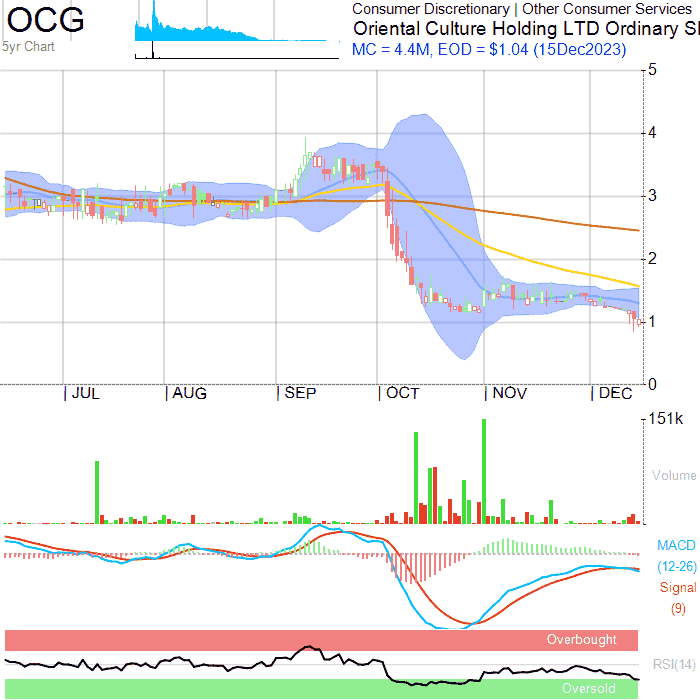 OCG
5yr Chart
Consumer Discretionary | Other Consumer Services
Oriental Culture Holding LTD Ordinary
MC = 4.4M, EOD = $1.04 (15Dec2023)
5
4
3
2
1
0
JUL AUG SEP OCT NOV DEC
151k
Volume
MACD
(12-26)
Signal
(9)
Overbought
RSI(14)
Oversold